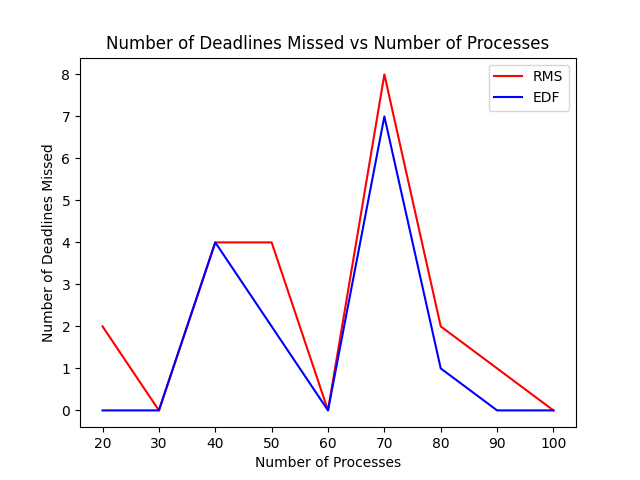 Number of Deadlines Missed vs Number of Processes
RMS
EDF
Number of Deadlines Missed
8
7
6
5
4
3
2
1
0
20 30 40 50 60 70 80 90 100
Number of Processes